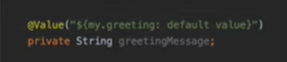 @Value("${my.greeting: default value}")
private String greetingMessage;